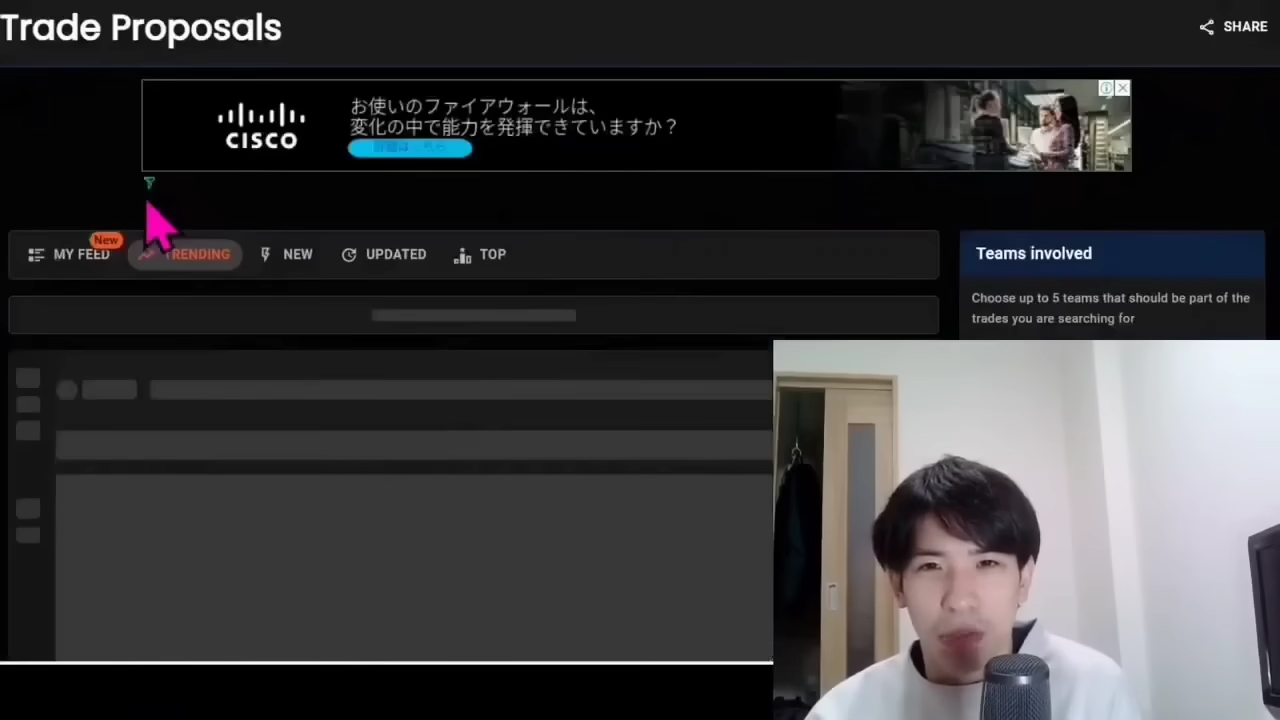 Trade Proposals
SHARE
CISCO
お使いのファイアウォールは、
変化の中で能力を発揮できていますか？
New
MY FEED
TRENDING
NEW
UPDATED
TOP
Teams involved
Choose up to 5 teams that should be part of the
trades you are searching for